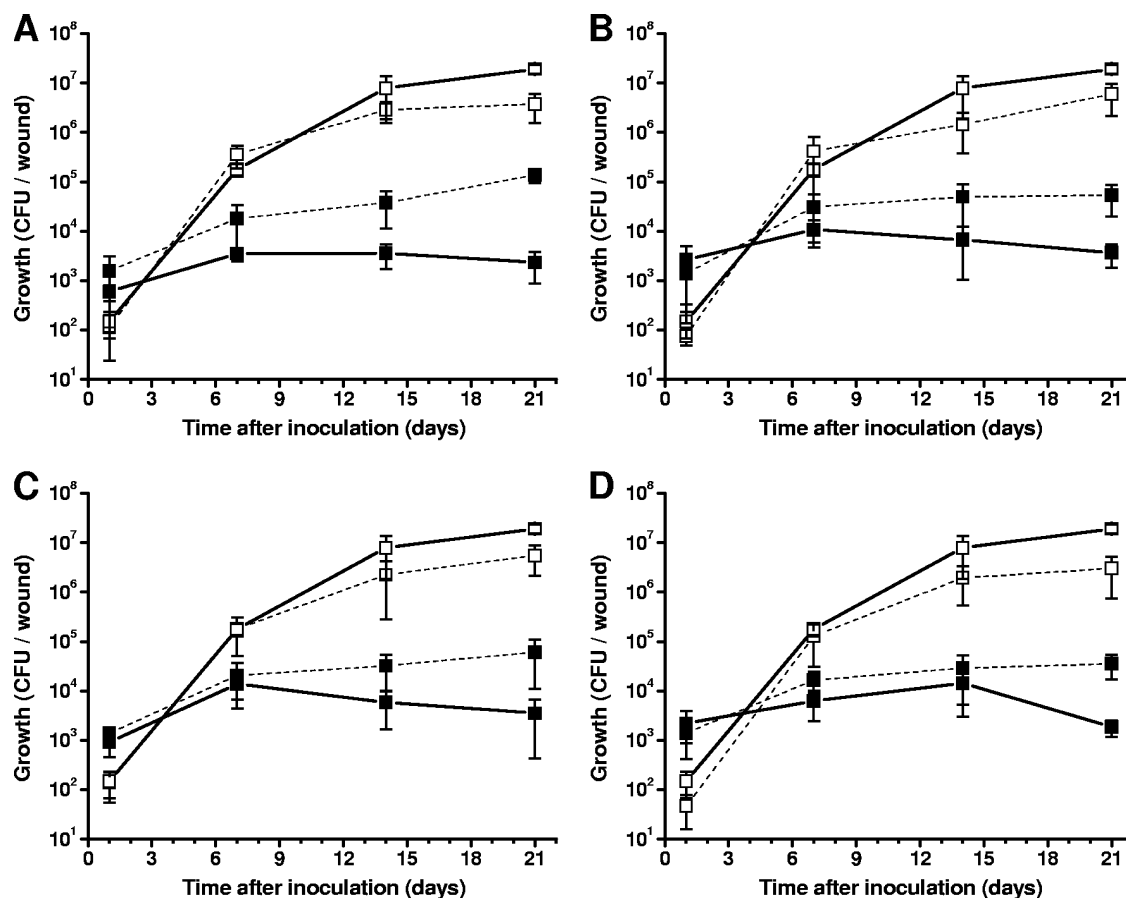 A
Growth (CFU / wound)
10⁸
10⁷
10⁶
10⁵
10⁴
10³
10²
10¹
0 3 6 9 12 15 18 21
Time after inoculation (days)
B
Growth (CFU / wound)
10⁸
10⁷
10⁶
10⁵
10⁴
10³
10²
10¹
0 3 6 9 12 15 18 21
Time after inoculation (days)
C
Growth (CFU / wound)
10⁸
10⁷
10⁶
10⁵
10⁴
10³
10²
10¹
0 3 6 9 12 15 18 21
Time after inoculation (days)
D
Growth (CFU / wound)
10⁸
10⁷
10⁶
10⁵
10⁴
10³
10²
10¹
0 3 6 9 12 15 18 21
Time after inoculation (days)